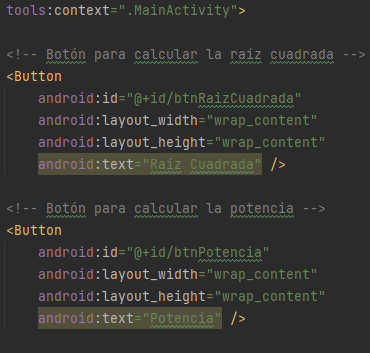 tools:context=".MainActivity">
<!-- Botón para calcular la raíz cuadrada -->
<Button
android:id="@+id/btnRaizCuadrada"
android:layout_width="wrap_content"
android:layout_height="wrap_content"
android:text="Raiz Cuadrada" />
<!-- Botón para calcular la potencia -->
<Button
android:id="@+id/btnPotencia"
android:layout_width="wrap_content"
android:layout_height="wrap_content"
android:text="Potencia" />